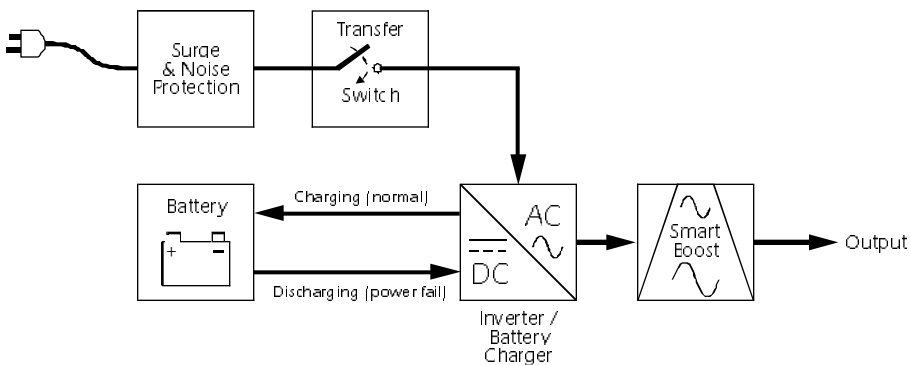 Surge
& Noise
Protection
Transfer
Switch
Battery
+ −
Charging (normal)
Discharging (power fail)
AC
DC
Inverter /
Battery
Charger
Smart
Boost
Output